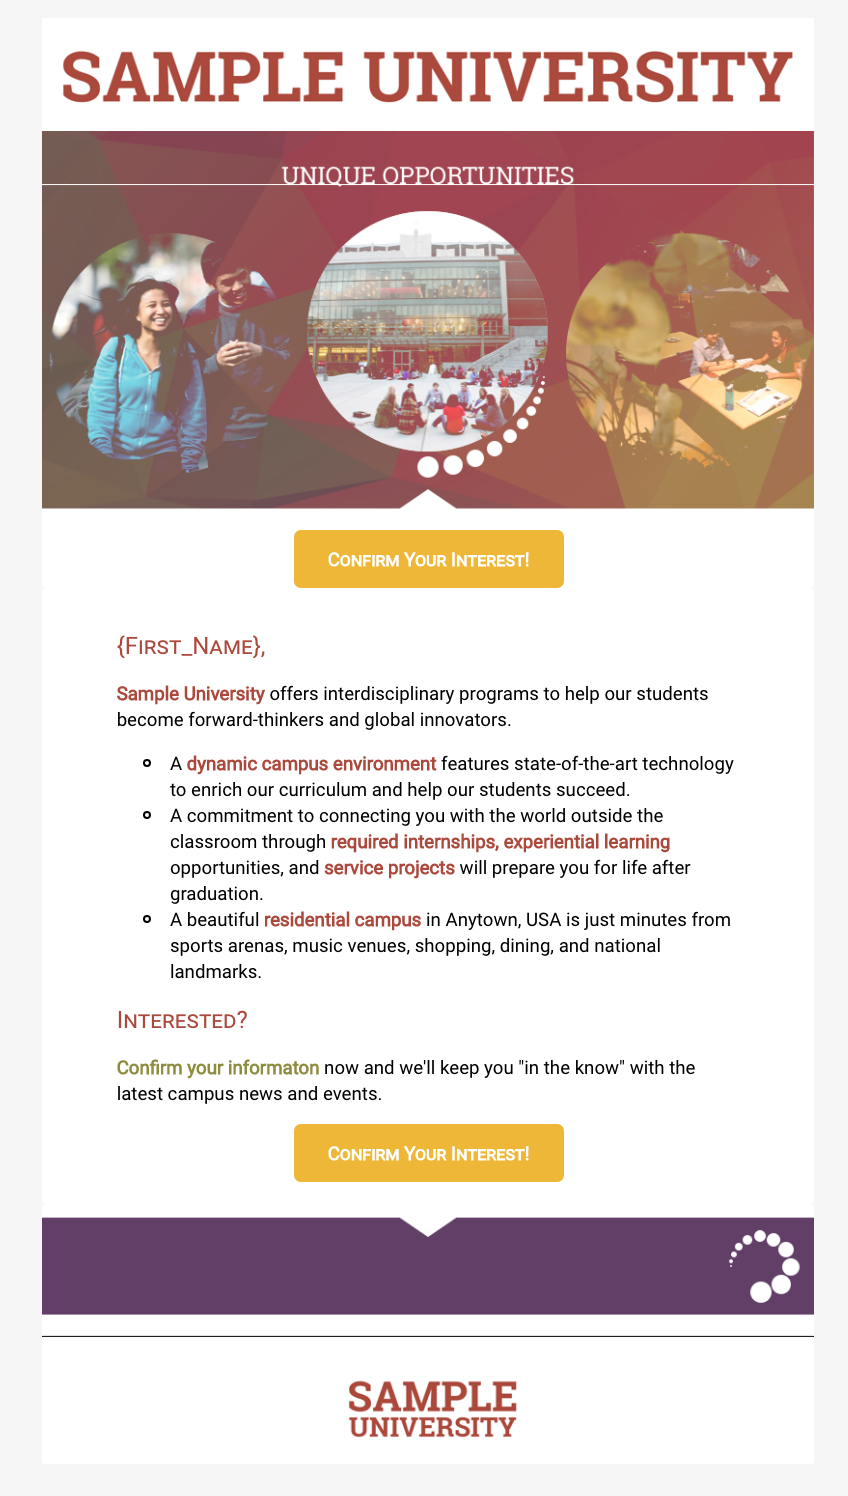 SAMPLE UNIVERSITY
UNIQUE OPPORTUNITIES
Confirm Your Interest!
{First_Name},
Sample University offers interdisciplinary programs to help our students
become forward-thinkers and global innovators.
A dynamic campus environment features state-of-the-art technology
to enrich our curriculum and help our students succeed.
A commitment to connecting you with the world outside the
classroom through required internships, experiential learning
opportunities, and service projects will prepare you for life after
graduation.
A beautiful residential campus in Anytown, USA is just minutes from
sports arenas, music venues, shopping, dining, and national
landmarks.
Interested?
Confirm your informaton now and we'll keep you "in the know" with the
latest campus news and events.
Confirm Your Interest!
SAMPLE
UNIVERSITY